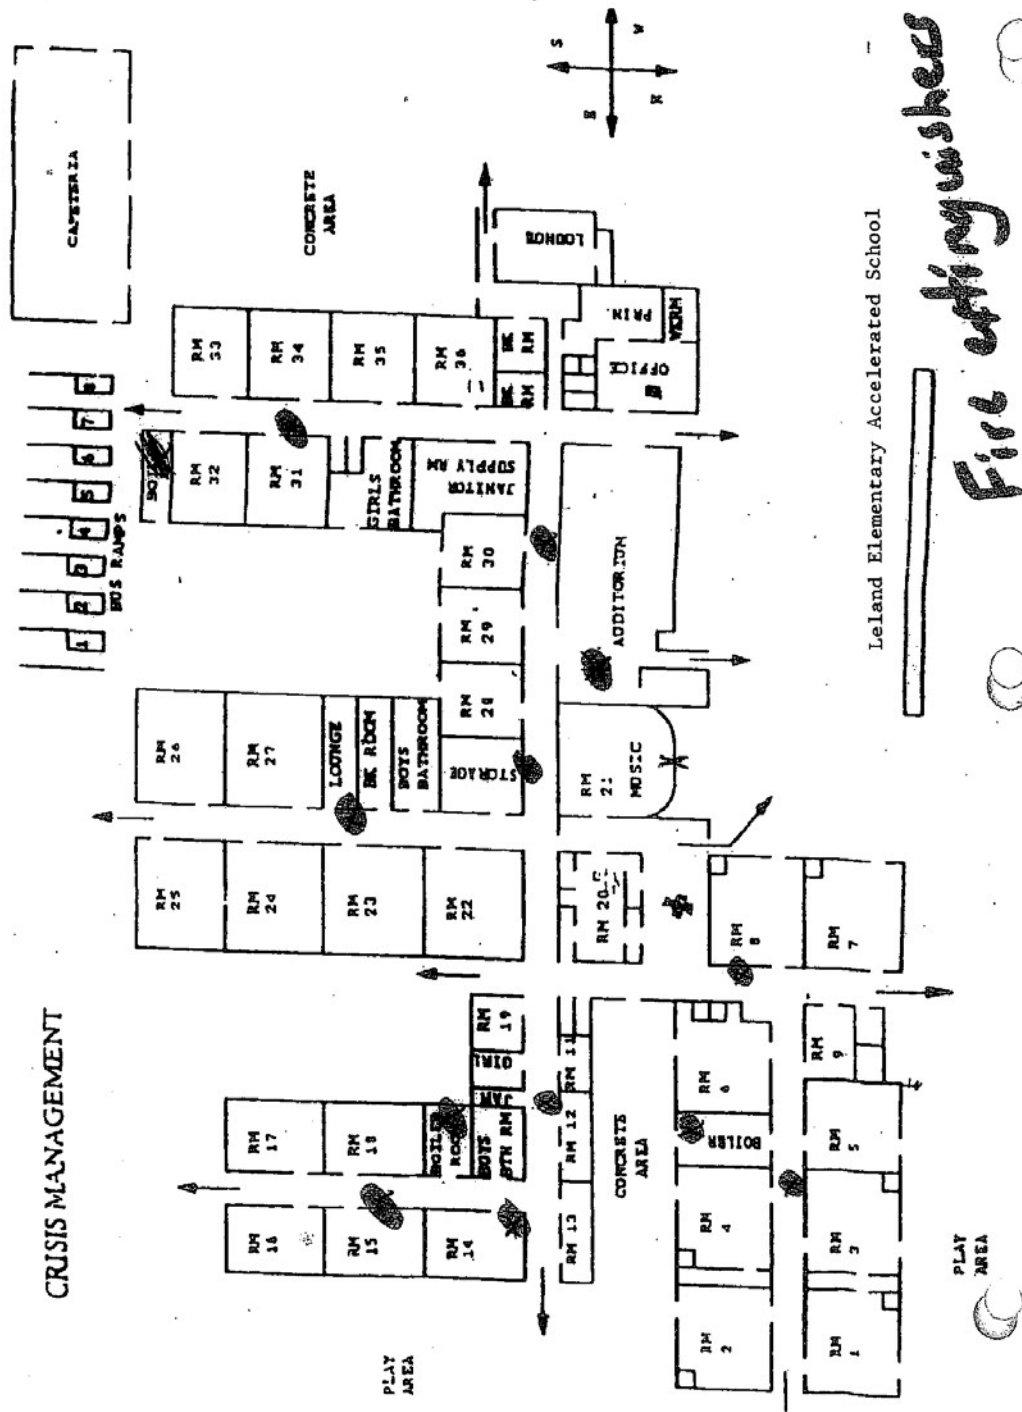 CRISIS MANAGEMENT
CAFETERIA
CONCRETE
AREA
BUS RAMPS
1
2
3
4
5
6
7
8
S
E
W
N
RM
33
RM
34
RM
35
RM
36
BK
RM
BK
RM
LOUNGE
PRIN.
OFFICE
WKRM
RM
32
RM
31
GIRLS
BATHROOM
JANITOR
SUPPLY RM
RM
30
RM
29
RM
28
STORAGE
AUDITORIUM
RM
26
RM
27
LOUNGE
BK ROOM
BOYS
BATHROOM
RM
21
MUSIC
RM
25
RM
24
RM
23
RM
22
RM 20
RM
8
RM
7
RM
19
GIRL
RM 11
RM 12
RM 13
RM
17
RM
18
BOILER
BOYS
BTH RM
RM
16
RM
15
RM
14
CONCRETE
AREA
RM
6
BOILER
RM
4
RM
2
RM
9
RM
5
RM
3
RM
1
PLAY
AREA
PLAY
AREA
Leland Elementary Accelerated School
Fire extinguishers